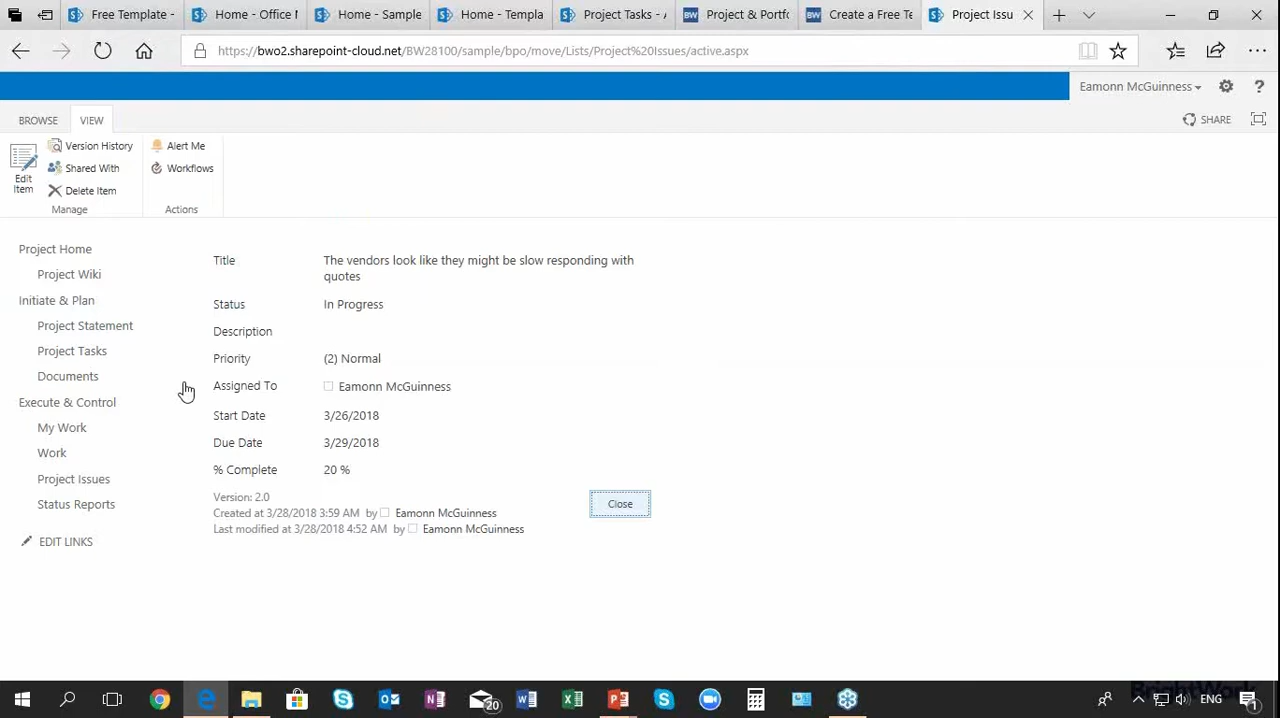 Free Template -
Home - Office M
Home - Sample
Home - Templa
Project Tasks - A
BW Project & Portfo
BW Create a Free Te
Project Issu
https://bwo2.sharepoint-cloud.net/BW28100/sample/bpo/move/Lists/Project%20Issues/active.aspx
Eamonn McGuinness
?
BROWSE
VIEW
SHARE
Edit
Item
Version History
Shared With
Delete Item
Manage
Alert Me
Workflows
Actions
Project Home
Project Wiki
Initiate & Plan
Project Statement
Project Tasks
Documents
Execute & Control
My Work
Work
Project Issues
Status Reports
EDIT LINKS
Title The vendors look like they might be slow responding with
quotes
Status In Progress
Description
Priority (2) Normal
Assigned To Eamonn McGuinness
Start Date 3/26/2018
Due Date 3/29/2018
% Complete 20 %
Version: 2.0
Created at 3/28/2018 3:59 AM by Eamonn McGuinness
Last modified at 3/28/2018 4:52 AM by Eamonn McGuinness
Close
20
ENG
1
BrightWork